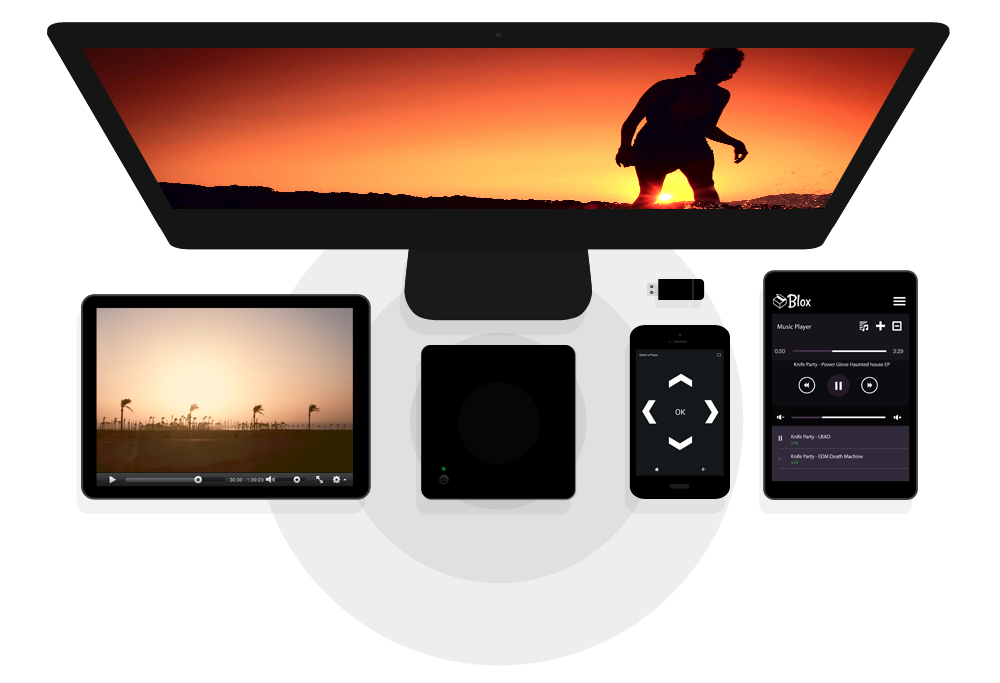 30:30 - 1:30:23
Select a Player
OK
Blox
Music Player
0:50
3:29
Knife Party - Power Glove Haunted house EP
Knife Party - LRAD
Knife Party - EDM Death Machine